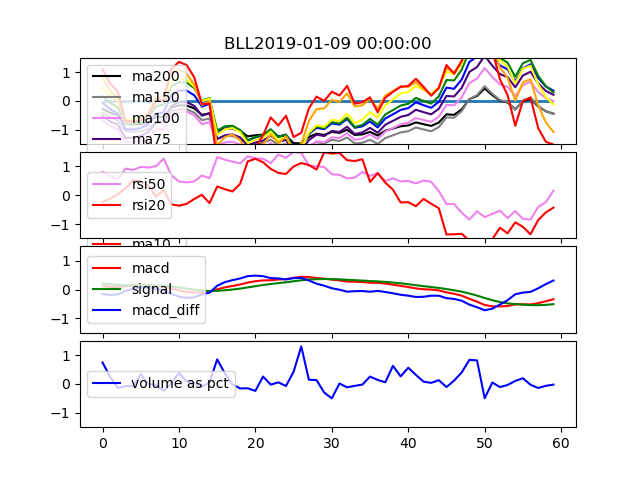 BLL2019-01-09 00:00:00
1
0
−1
ma200
ma150
ma100
ma75
1
0
−1
rsi50
rsi20
ma10
1
0
−1
macd
signal
macd_diff
1
0
−1
volume as pct
0 10 20 30 40 50 60